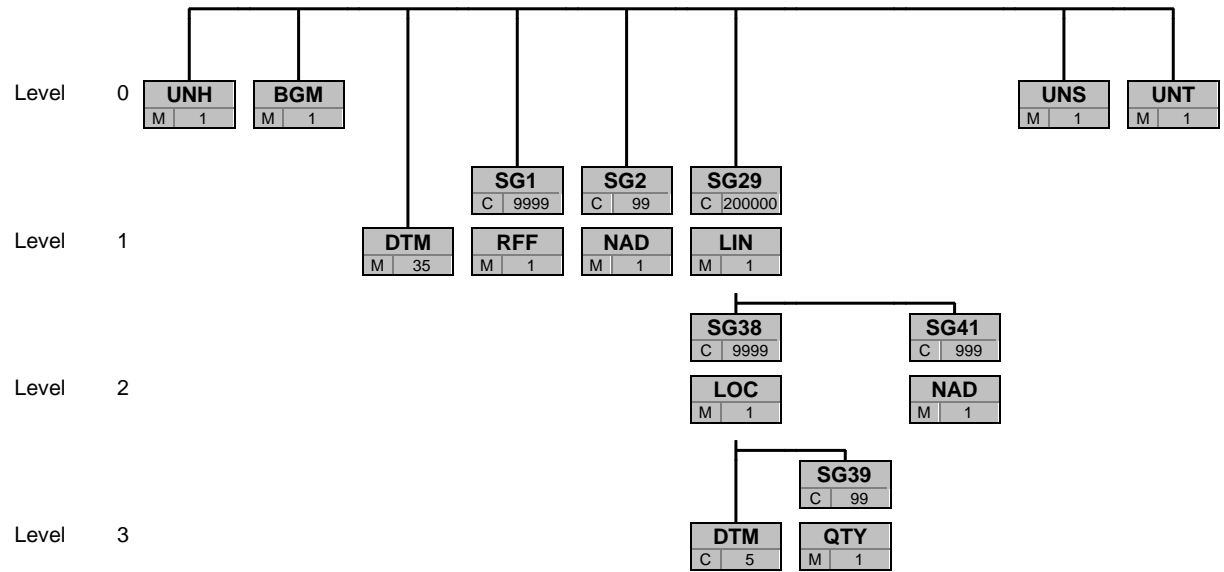 Level 0 UNH BGM UNS UNT
M 1 M 1 M 1 M 1
SG1 SG2 SG29
C 9999 C 99 C 200000
Level 1 DTM RFF NAD LIN
M 35 M 1 M 1 M 1
SG38 SG41
C 9999 C 999
Level 2 LOC NAD
M 1 M 1
SG39
C 99
Level 3 DTM QTY
C 5 M 1